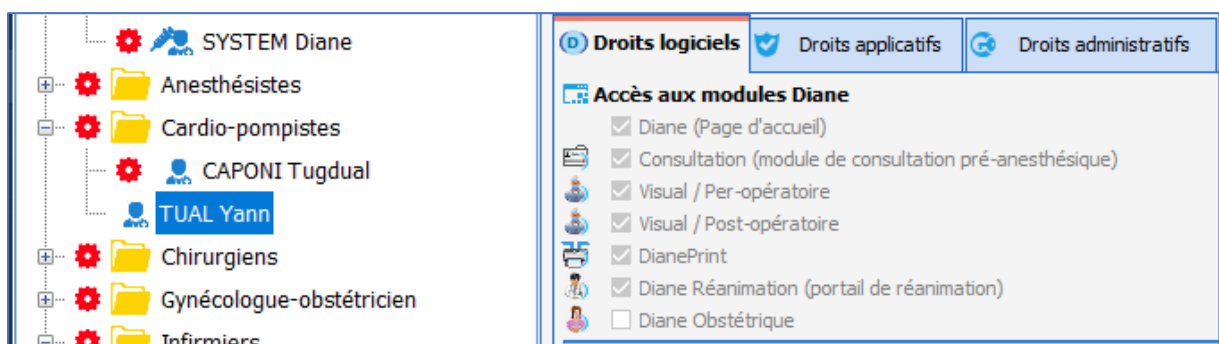 SYSTEM Diane
Anesthésistes
Cardio-pompistes
CAPONI Tugdual
TUAL Yann
Chirurgiens
Gynécologue-obstétricien
Infirmiers
Droits logiciels
Droits applicatifs
Droits administratifs
Accès aux modules Diane
Diane (Page d'accueil)
Consultation (module de consultation pré-anesthésique)
Visual / Per-opératoire
Visual / Post-opératoire
DianePrint
Diane Réanimation (portail de réanimation)
Diane Obstétrique